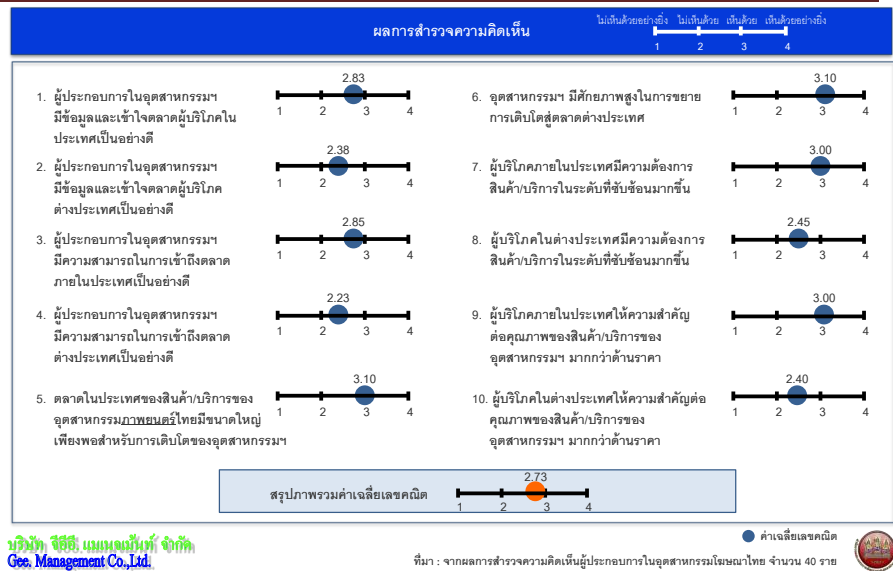 ผลการสำรวจความคิดเห็น
ไม่เห็นด้วยอย่างยิ่ง ไม่เห็นด้วย เห็นด้วย เห็นด้วยอย่างยิ่ง
1 2 3 4
1. ผู้ประกอบการในอุตสาหกรรมฯ
มีข้อมูลและเข้าใจตลาดผู้บริโภคใน
ประเทศเป็นอย่างดี
2.83
1 2 3 4
2. ผู้ประกอบการในอุตสาหกรรมฯ
มีข้อมูลและเข้าใจตลาดผู้บริโภค
ต่างประเทศเป็นอย่างดี
2.38
1 2 3 4
3. ผู้ประกอบการในอุตสาหกรรมฯ
มีความสามารถในการเข้าถึงตลาด
ภายในประเทศเป็นอย่างดี
2.85
1 2 3 4
4. ผู้ประกอบการในอุตสาหกรรมฯ
มีความสามารถในการเข้าถึงตลาด
ต่างประเทศเป็นอย่างดี
2.23
1 2 3 4
5. ตลาดในประเทศของสินค้า/บริการของ
อุตสาหกรรมภาพยนตร์ไทยมีขนาดใหญ่
เพียงพอสำหรับการเติบโตของอุตสาหกรรมฯ
3.10
1 2 3 4
6. อุตสาหกรรมฯ มีศักยภาพสูงในการขยาย
การเติบโตสู่ตลาดต่างประเทศ
3.10
1 2 3 4
7. ผู้บริโภคภายในประเทศมีความต้องการ
สินค้า/บริการในระดับที่ซับซ้อนมากขึ้น
3.00
1 2 3 4
8. ผู้บริโภคในต่างประเทศมีความต้องการ
สินค้า/บริการในระดับที่ซับซ้อนมากขึ้น
2.45
1 2 3 4
9. ผู้บริโภคภายในประเทศให้ความสำคัญ
ต่อคุณภาพของสินค้า/บริการของ
อุตสาหกรรมฯ มากกว่าด้านราคา
3.00
1 2 3 4
10. ผู้บริโภคในต่างประเทศให้ความสำคัญต่อ
คุณภาพของสินค้า/บริการของ
อุตสาหกรรมฯ มากกว่าด้านราคา
2.40
1 2 3 4
สรุปภาพรวมค่าเฉลี่ยเลขคณิต
2.73
1 2 3 4
ค่าเฉลี่ยเลขคณิต
บริษัท จีอีอี. แมเนจเม้นท์ จำกัด
Gee. Management Co.,Ltd.
ที่มา : จากผลการสำรวจความคิดเห็นผู้ประกอบการในอุตสาหกรรมโฆษณาไทย จำนวน 40 ราย